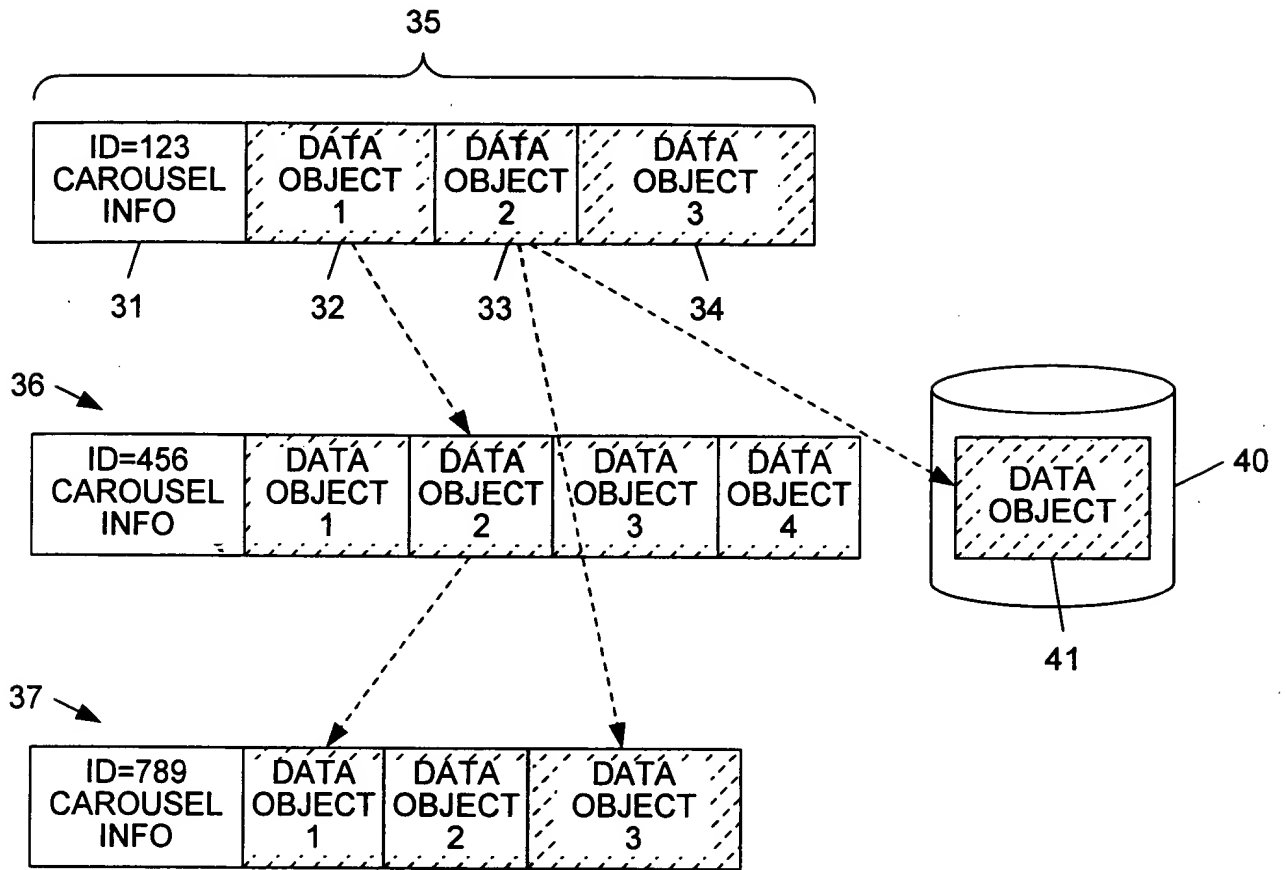 35
ID=123
CAROUSEL
INFO
DATA
OBJECT
1
DATA
OBJECT
2
DATA
OBJECT
3
31
32
33
34
36
ID=456
CAROUSEL
INFO
DATA
OBJECT
1
DATA
OBJECT
2
DATA
OBJECT
3
DATA
OBJECT
4
DATA
OBJECT
40
41
37
ID=789
CAROUSEL
INFO
DATA
OBJECT
1
DATA
OBJECT
2
DATA
OBJECT
3